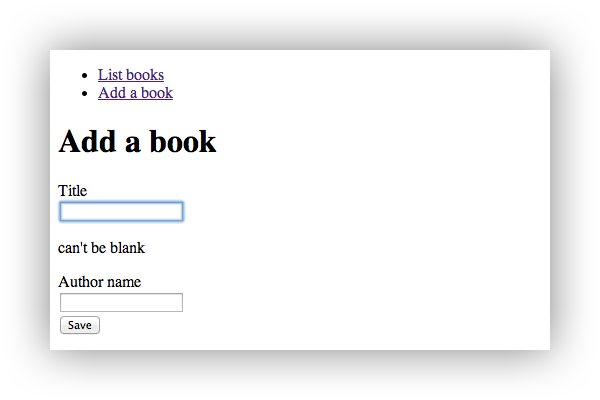 List books
Add a book
Add a book
Title
can't be blank
Author name
Save